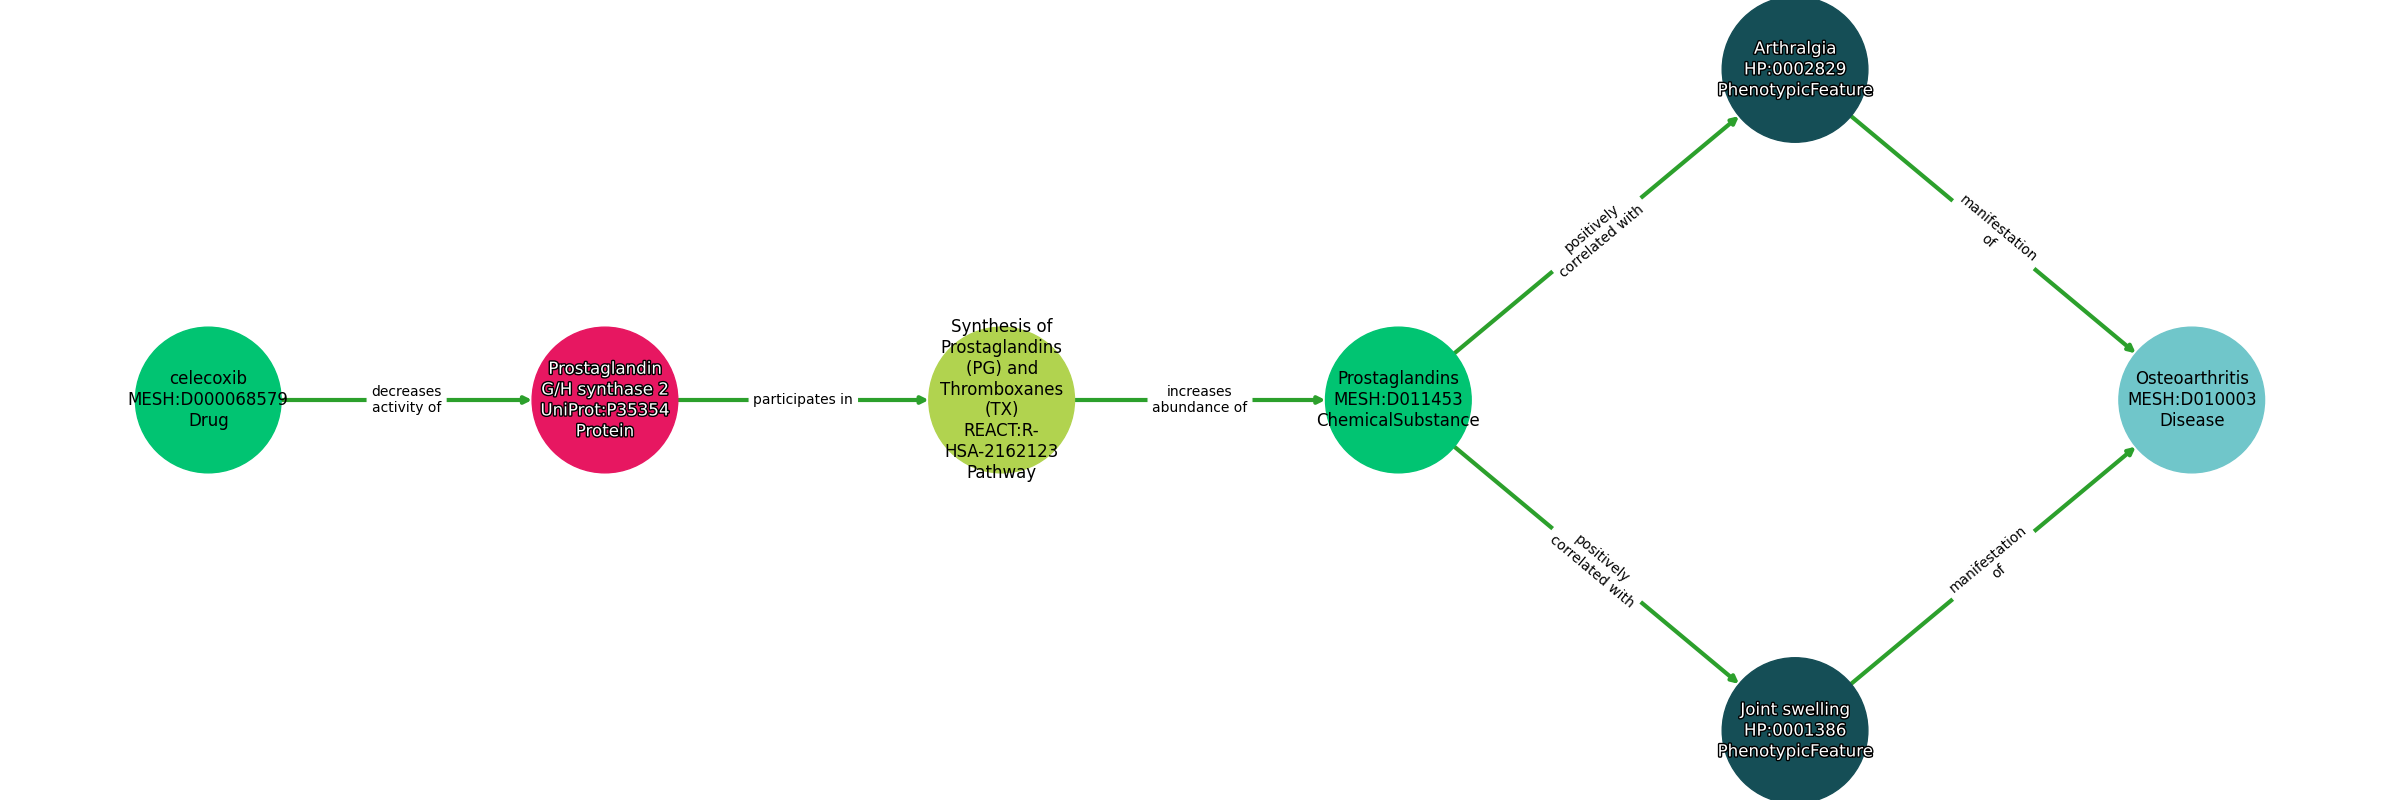 celecoxib
MESH:D000068579
Drug
decreases
activity of
Prostaglandin
G/H synthase 2
UniProt:P35354
Protein
participates in
Synthesis of
Prostaglandins
(PG) and
Thromboxanes
(TX)
REACT:R-
HSA-2162123
Pathway
increases
abundance of
Prostaglandins
MESH:D011453
ChemicalSubstance
positively
correlated with
Arthralgia
HP:0002829
PhenotypicFeature
manifestation
of
positively
correlated with
Joint swelling
HP:0001386
PhenotypicFeature
manifestation
of
Osteoarthritis
MESH:D010003
Disease